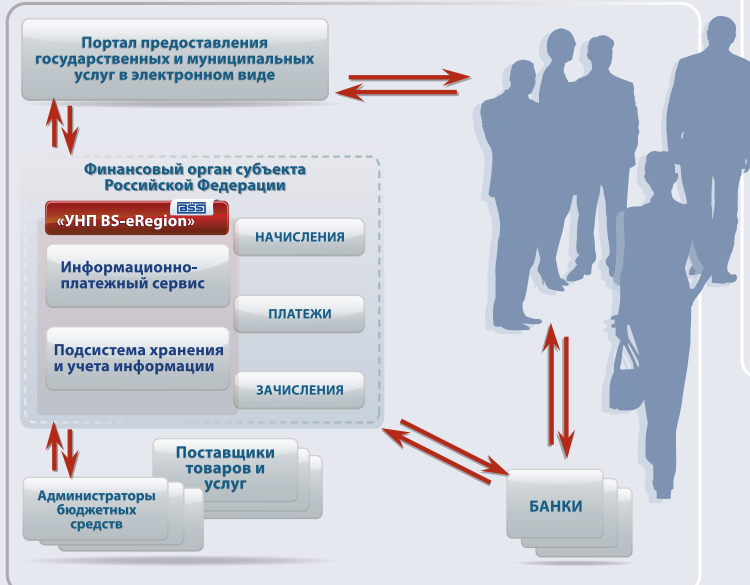 Портал предоставления
государственных и муниципальных
услуг в электронном виде
Финансовый орган субъекта
Российской Федерации
BSS
«УНП BS-eRegion»
Информационно-
платежный сервис
Подсистема хранения
и учета информации
НАЧИСЛЕНИЯ
ПЛАТЕЖИ
ЗАЧИСЛЕНИЯ
Поставщики
товаров и
услуг
Администраторы
бюджетных
средств
БАНКИ